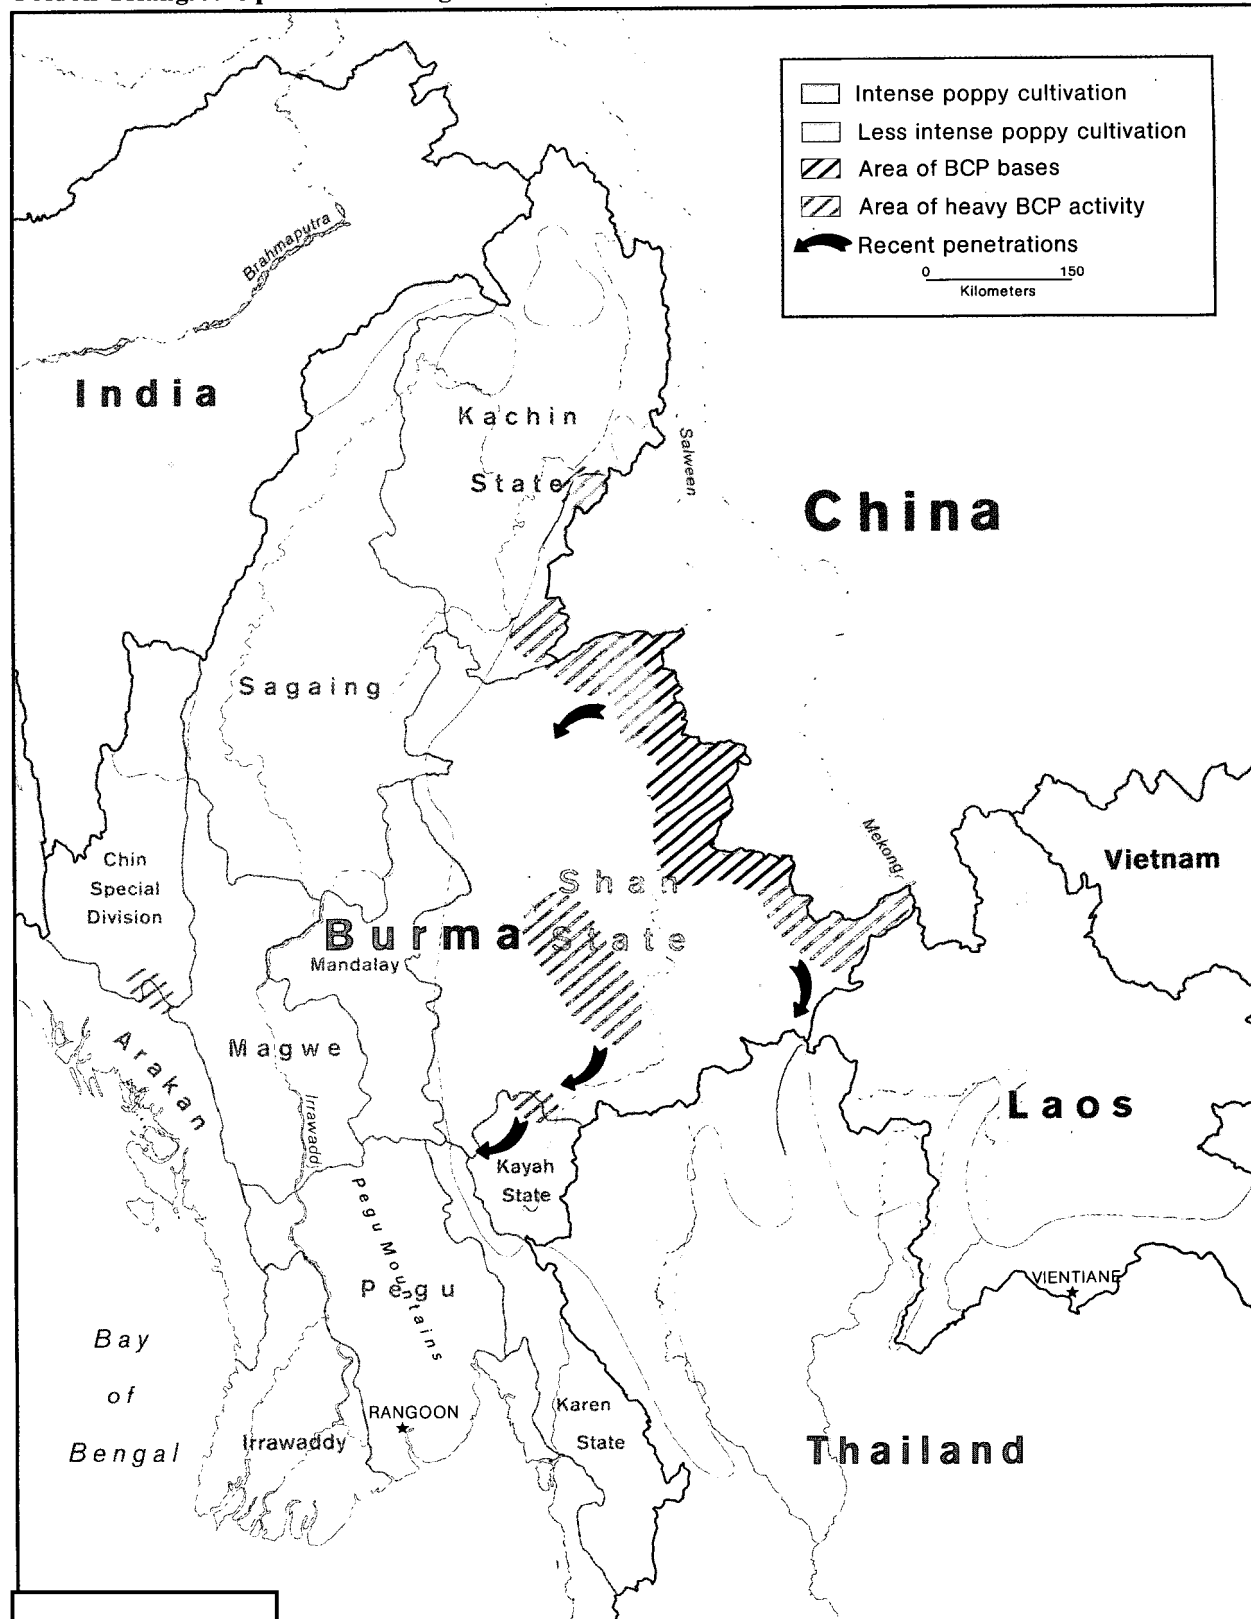 Intense poppy cultivation
Less intense poppy cultivation
Area of BCP bases
Area of heavy BCP activity
Recent penetrations
0 150
Kilometers
Brahmaputra
India
Kachin
State
Salween
China
Sagaing
Mekong
Vietnam
Chin
Special
Division
Shan
State
Burma
Mandalay
Arakan
Magwe
Laos
Kayah
State
Pegu Mountains
Pegu
VIENTIANE
Bay
of
Bengal
RANGOON
Irrawaddy
Karen
State
Thailand